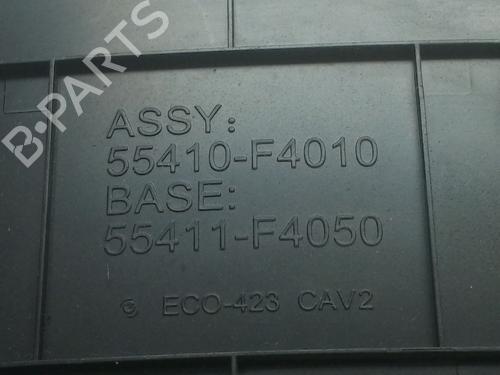 B-PARTS
ASSY:
55410-F4010
BASE:
55411-F4050
ECO-423 CAV2